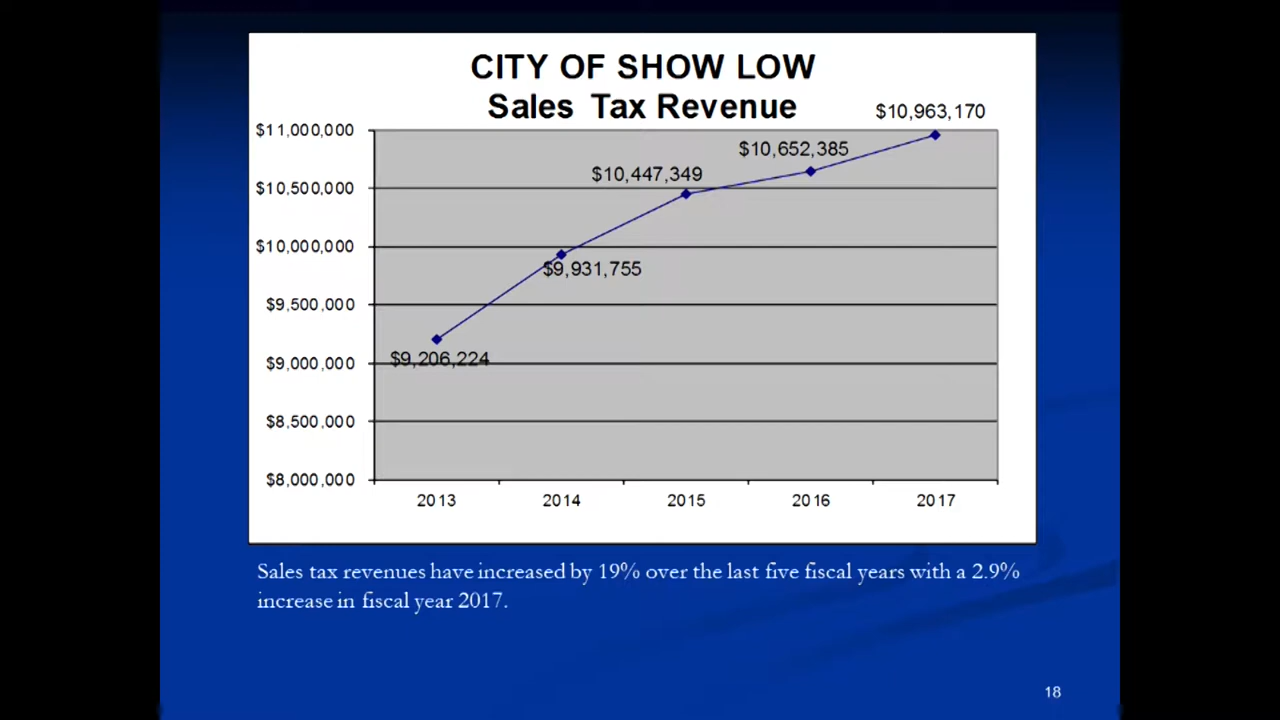 CITY OF SHOW LOW
Sales Tax Revenue
$10,963,170
$11,000,000
$10,652,385
$10,447,349
$10,500,000
$10,000,000
$9,931,755
$9,500,000
$9,206,224
$9,000,000
$8,500,000
$8,000,000
2013 2014 2015 2016 2017
Sales tax revenues have increased by 19% over the last five fiscal years with a 2.9%
increase in fiscal year 2017.
18